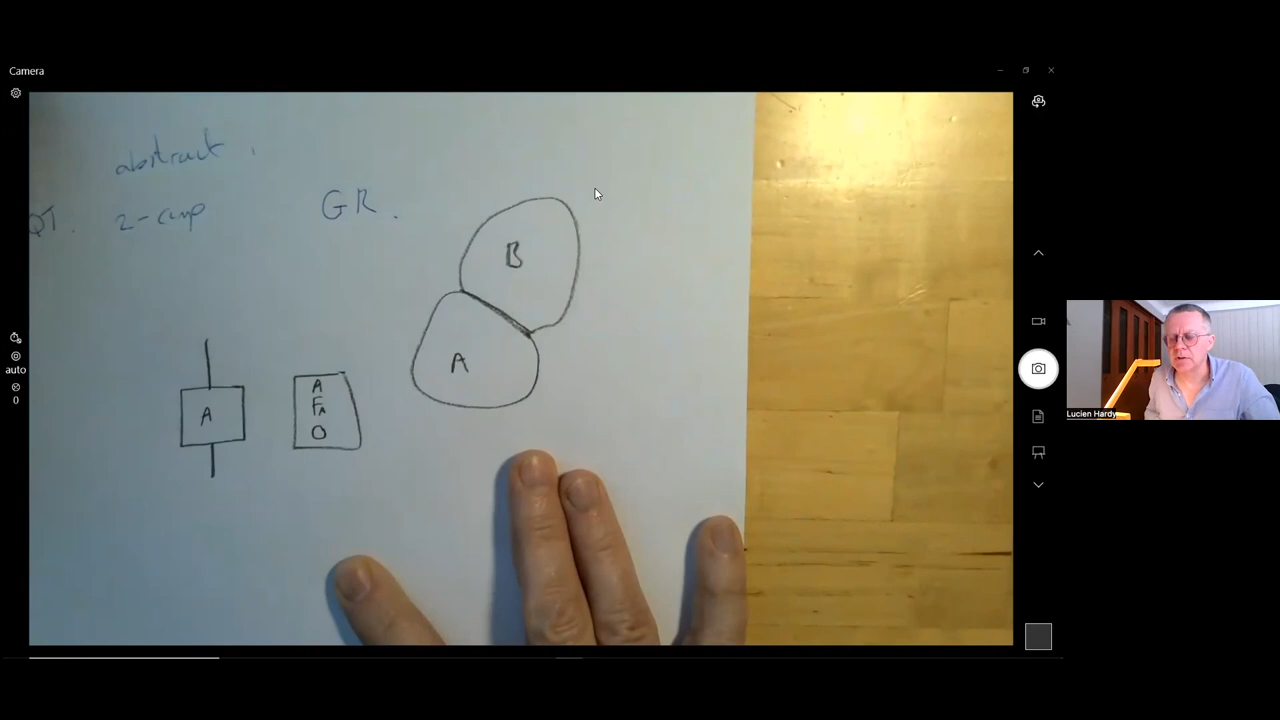 Camera
abstract.
QT. 2-comp GR.
B
A
A
A
FA
O
auto
0
Lucien Hardy